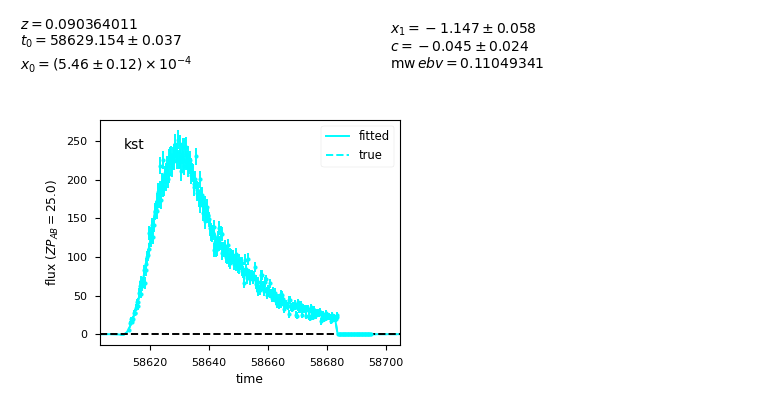 z = 0.090364011
t₀ = 58629.154 ± 0.037
x₀ = (5.46 ± 0.12) × 10⁻⁴
x₁ = −1.147 ± 0.058
c = −0.045 ± 0.024
mw ebv = 0.11049341
kst
fitted
true
flux (ZP_AB = 25.0)
250
200
150
100
50
0
58620 58640 58660 58680 58700
time